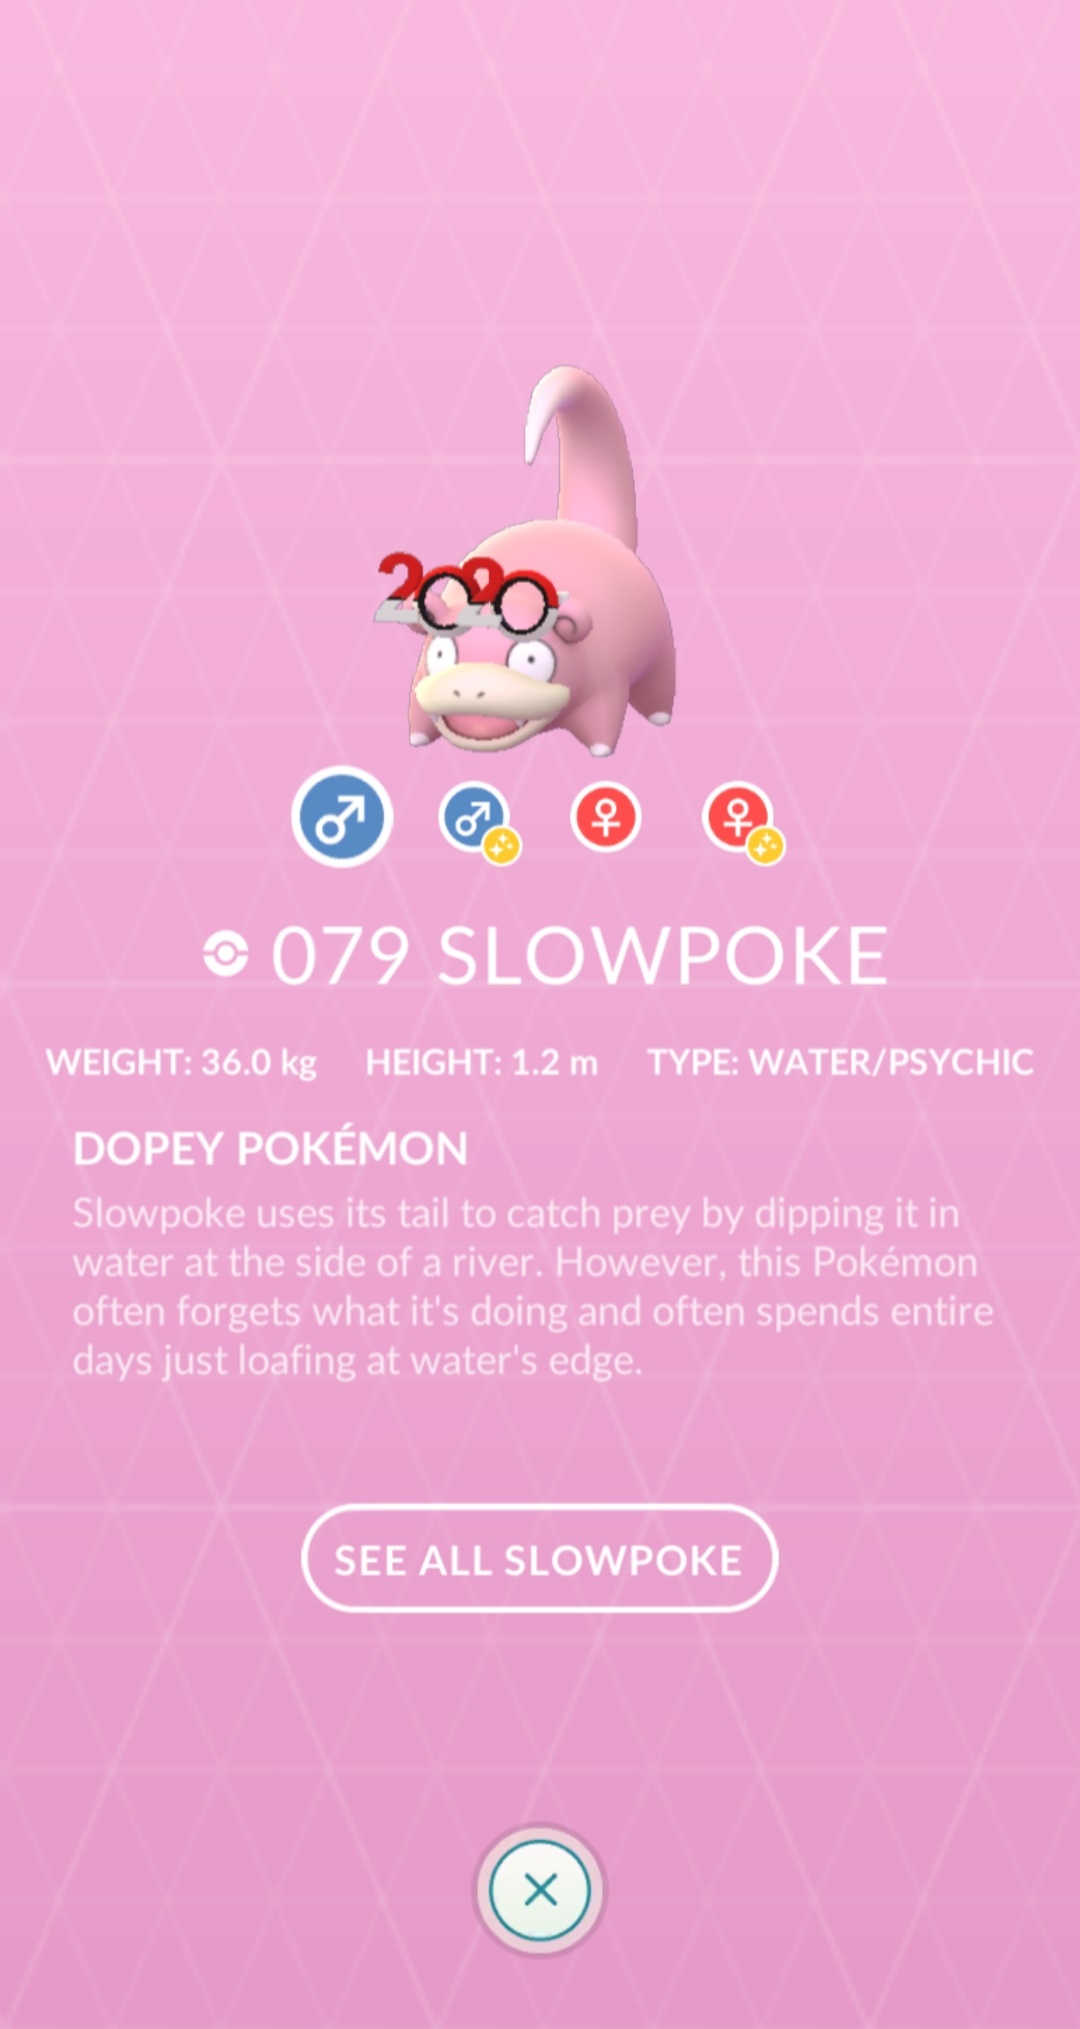 2020
079 SLOWPOKE
WEIGHT: 36.0 kg HEIGHT: 1.2 m TYPE: WATER/PSYCHIC
DOPEY POKÉMON
Slowpoke uses its tail to catch prey by dipping it in
water at the side of a river. However, this Pokémon
often forgets what it's doing and often spends entire
days just loafing at water's edge.
SEE ALL SLOWPOKE